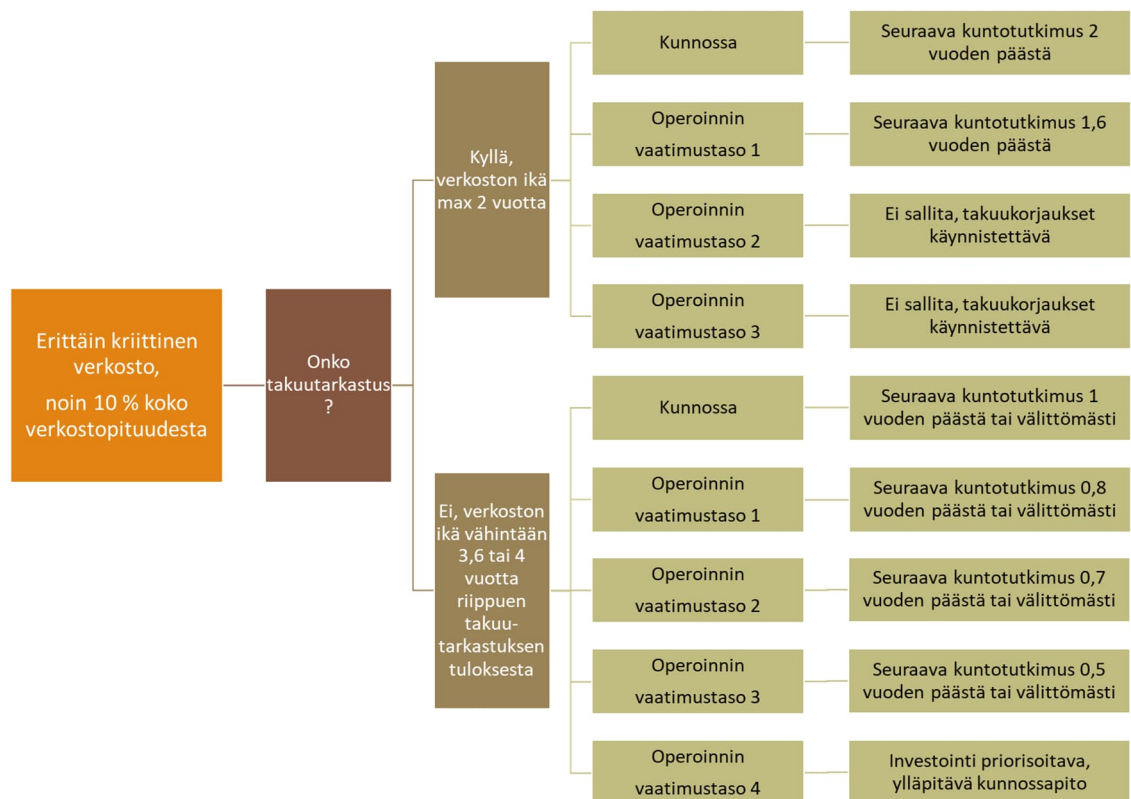 Erittäin kriittinen
verkosto,
noin 10 % koko
verkostopituudesta
Onko
takuutarkastus
?
Kyllä,
verkoston ikä
max 2 vuotta
Kunnossa
Seuraava kuntotutkimus 2
vuoden päästä
Operoinnin
vaatimustaso 1
Seuraava kuntotutkimus 1,6
vuoden päästä
Operoinnin
vaatimustaso 2
Ei sallita, takuukorjaukset
käynnistettävä
Operoinnin
vaatimustaso 3
Ei sallita, takuukorjaukset
käynnistettävä
Ei, verkoston
ikä vähintään
3,6 tai 4
vuotta
riippuen
takuu-
tarkastuksen
tuloksesta
Kunnossa
Seuraava kuntotutkimus 1
vuoden päästä tai välittömästi
Operoinnin
vaatimustaso 1
Seuraava kuntotutkimus 0,8
vuoden päästä tai välittömästi
Operoinnin
vaatimustaso 2
Seuraava kuntotutkimus 0,7
vuoden päästä tai välittömästi
Operoinnin
vaatimustaso 3
Seuraava kuntotutkimus 0,5
vuoden päästä tai välittömästi
Operoinnin
vaatimustaso 4
Investointi priorisoitava,
ylläpitävä kunnossapito